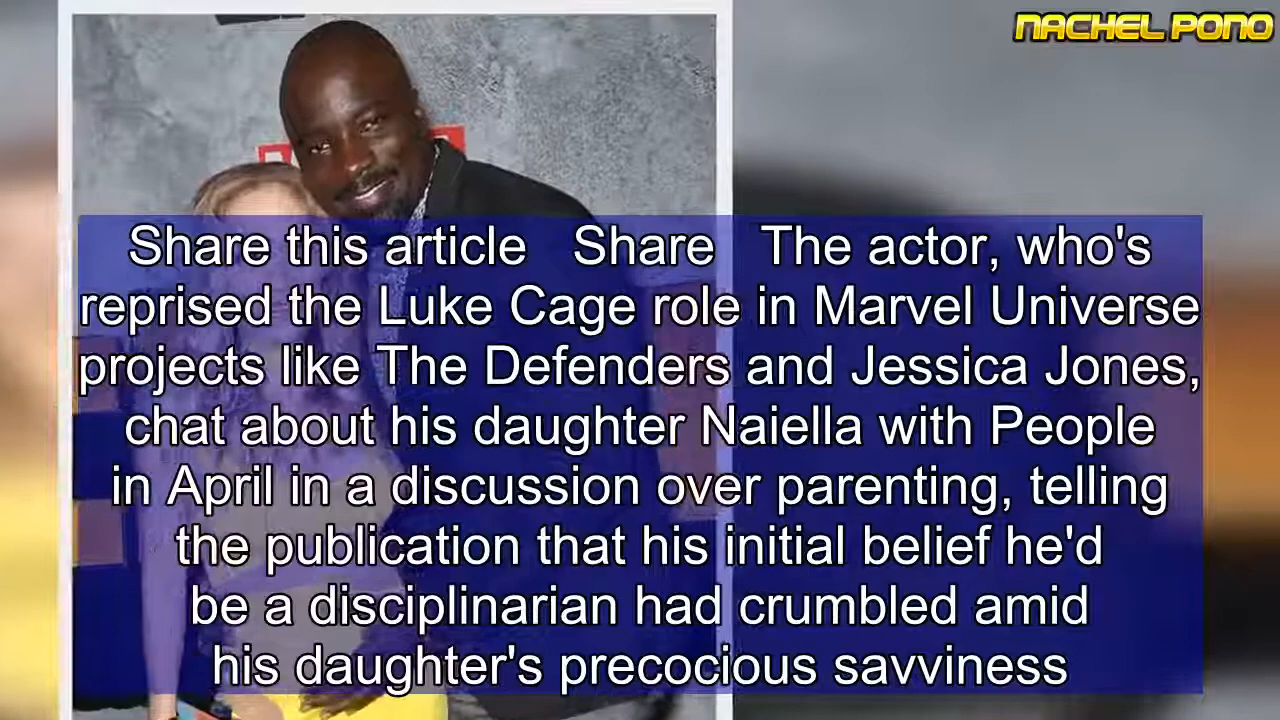 NACHEL PONO
Share this article   Share   The actor, who's
reprised the Luke Cage role in Marvel Universe
projects like The Defenders and Jessica Jones,
chat about his daughter Naiella with People
in April in a discussion over parenting, telling
the publication that his initial belief he'd
be a disciplinarian had crumbled amid
his daughter's precocious savviness